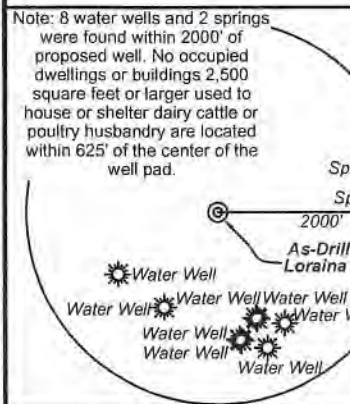 Note: 8 water wells and 2 springs
were found within 2000' of
proposed well. No occupied
dwellings or buildings 2,500
square feet or larger used to
house or shelter dairy cattle or
poultry husbandry are located
within 625' of the center of the
well pad.
Sp
Sp
2000'
As-Drill
Loraina
Water Well
Water Well
Water Well
Water Well
Water W
Water Well
Water Well
Water Well